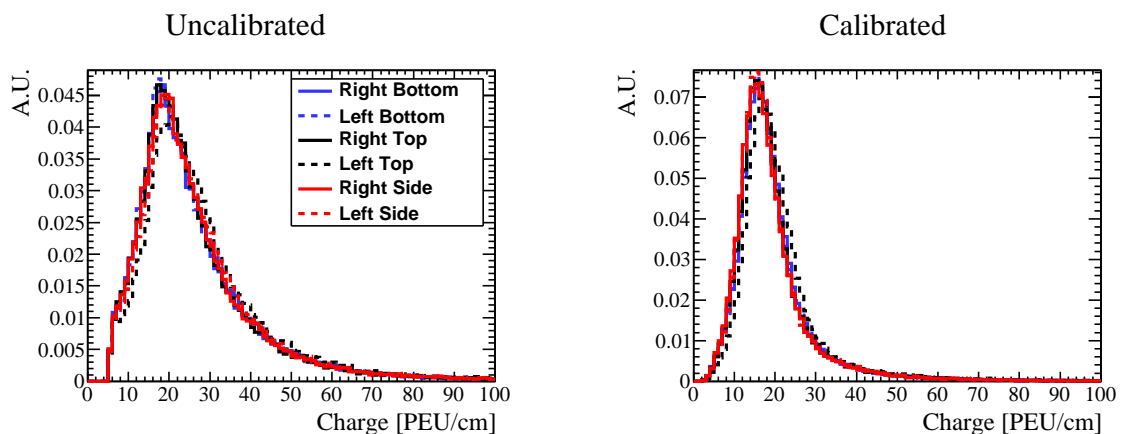 Uncalibrated
A.U.
0.045
0.04
0.035
0.03
0.025
0.02
0.015
0.01
0.005
0
0 10 20 30 40 50 60 70 80 90 100
Charge [PEU/cm]
Right Bottom
Left Bottom
Right Top
Left Top
Right Side
Left Side
Calibrated
A.U.
0.07
0.06
0.05
0.04
0.03
0.02
0.01
0
0 10 20 30 40 50 60 70 80 90 100
Charge [PEU/cm]